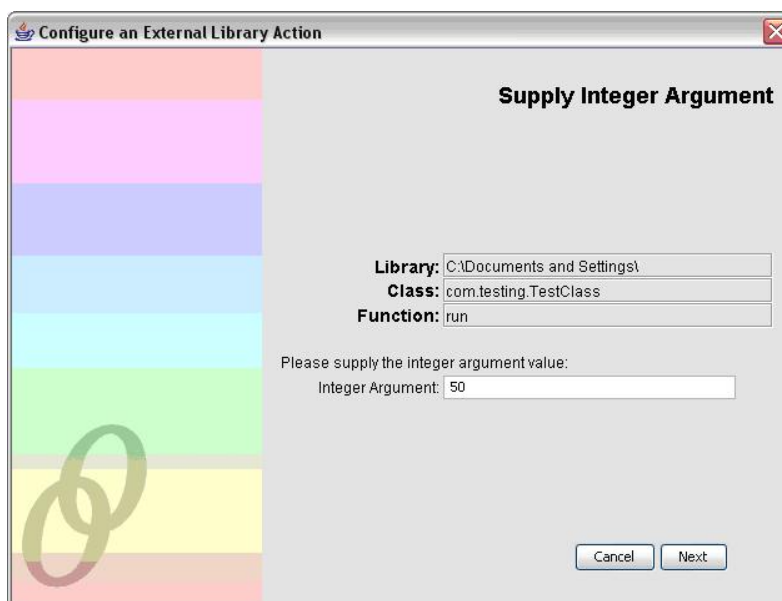 Configure an External Library Action
Supply Integer Argument
Library: C:\Documents and Settings\
Class: com.testing.TestClass
Function: run
Please supply the integer argument value:
Integer Argument: 50
Cancel Next